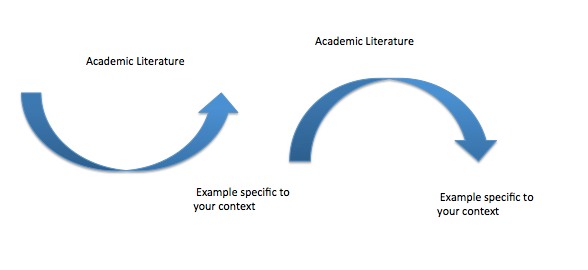 Academic Literature
Academic Literature
Example specific to
your context
Example specific to
your context